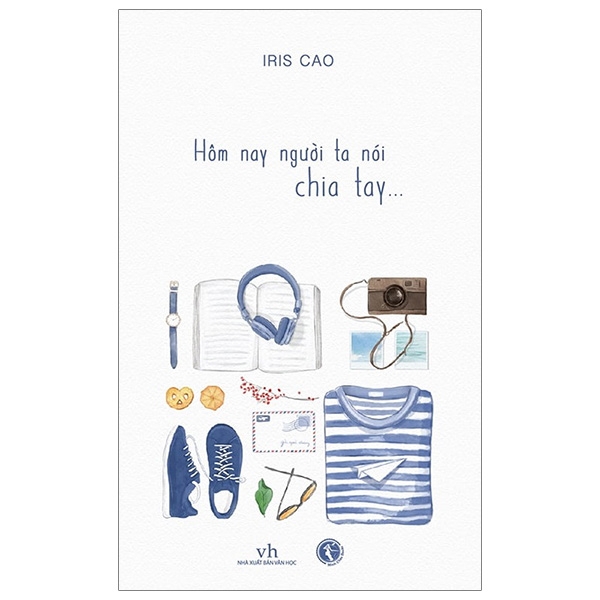 IRIS CAO
Hôm nay người ta nói
chia tay...
vh
NHÀ XUẤT BẢN VĂN HỌC